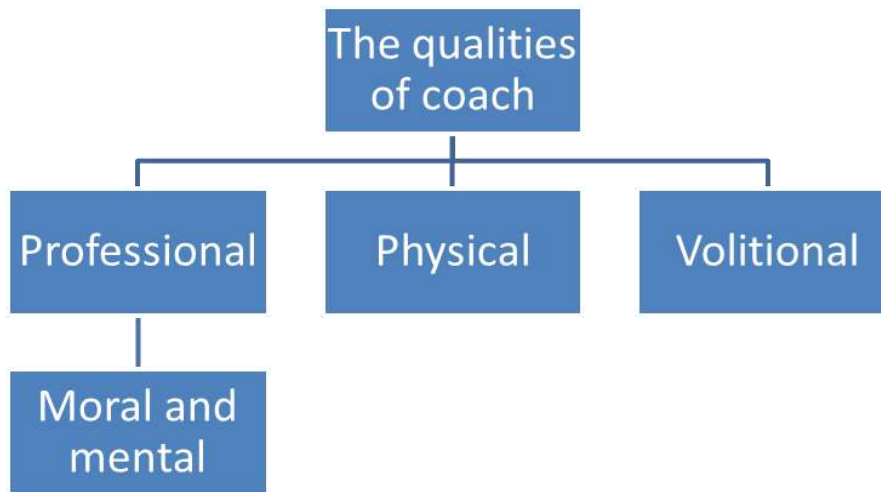 The qualities
of coach
Professional
Physical
Volitional
Moral and
mental